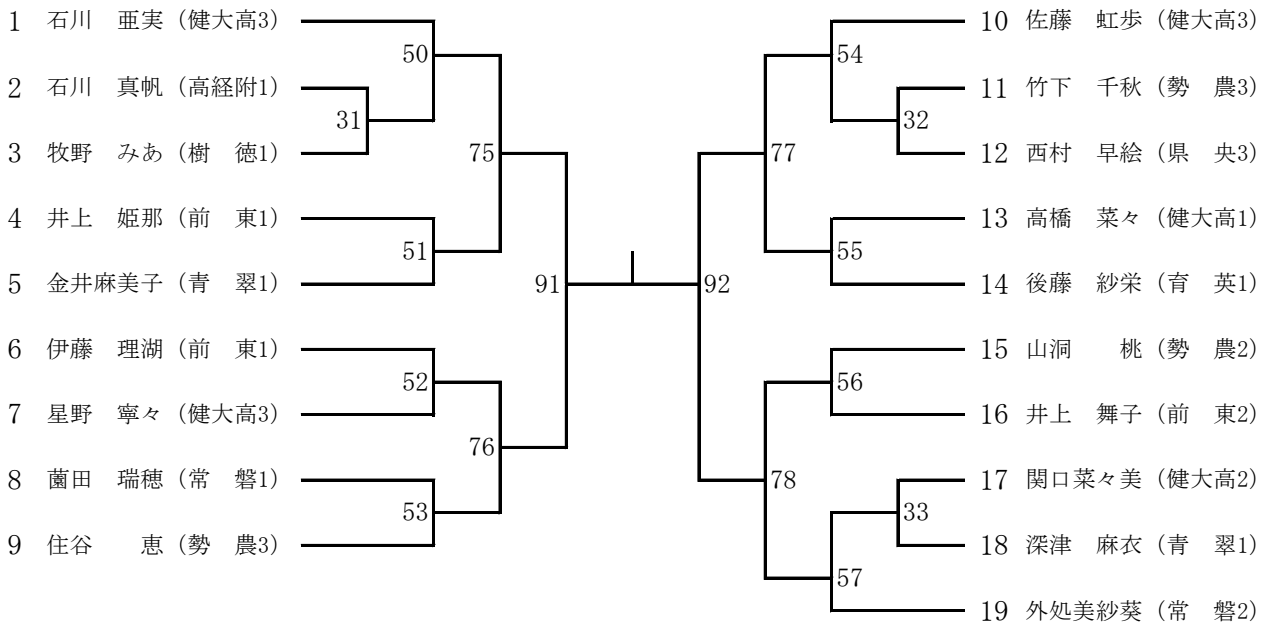 1 石川 亜実 (健大高3)
2 石川 真帆 (高経附1)
3 牧野 みあ (樹 徳1)
4 井上 姫那 (前 東1)
5 金井麻美子 (青 翠1)
6 伊藤 理湖 (前 東1)
7 星野 寧々 (健大高3)
8 薗田 瑞穂 (常 磐1)
9 住谷 恵 (勢 農3)
50
31
75
51
91
52
76
53
92
54
32
77
55
56
78
33
57
10 佐藤 虹歩 (健大高3)
11 竹下 千秋 (勢 農3)
12 西村 早絵 (県 央3)
13 高橋 菜々 (健大高1)
14 後藤 紗栄 (育 英1)
15 山洞 桃 (勢 農2)
16 井上 舞子 (前 東2)
17 関口菜々美 (健大高2)
18 深津 麻衣 (青 翠1)
19 外処美紗葵 (常 磐2)